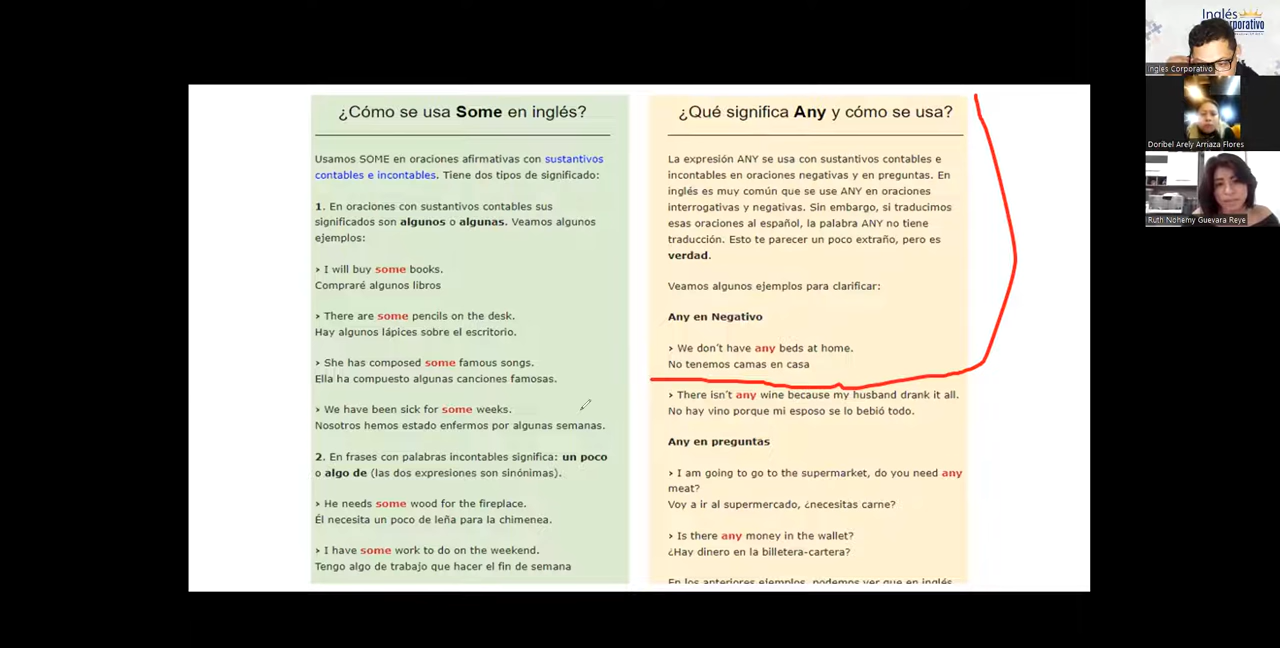 ¿Cómo se usa Some en inglés?
Usamos SOME en oraciones afirmativas con sustantivos
contables e incontables. Tiene dos tipos de significado:
1. En oraciones con sustantivos contables sus
significados son algunos o algunas. Veamos algunos
ejemplos:
› I will buy some books.
Compraré algunos libros
› There are some pencils on the desk.
Hay algunos lápices sobre el escritorio.
› She has composed some famous songs.
Ella ha compuesto algunas canciones famosas.
› We have been sick for some weeks.
Nosotros hemos estado enfermos por algunas semanas.
2. En frases con palabras incontables significa: un poco
o algo de (las dos expresiones son sinónimas).
› He needs some wood for the fireplace.
Él necesita un poco de leña para la chimenea.
› I have some work to do on the weekend.
Tengo algo de trabajo que hacer el fin de semana
¿Qué significa Any y cómo se usa?
La expresión ANY se usa con sustantivos contables e
incontables en oraciones negativas y en preguntas. En
inglés es muy común que se use ANY en oraciones
interrogativas y negativas. Sin embargo, si traducimos
esas oraciones al español, la palabra ANY no tiene
traducción. Esto te parecer un poco extraño, pero es
verdad.
Veamos algunos ejemplos para clarificar:
Any en Negativo
› We don't have any beds at home.
No tenemos camas en casa
› There isn't any wine because my husband drank it all.
No hay vino porque mi esposo se lo bebió todo.
Any en preguntas
› I am going to go to the supermarket, do you need any
meat?
Voy a ir al supermercado, ¿necesitas carne?
› Is there any money in the wallet?
¿Hay dinero en la billetera-cartera?
En los anteriores ejemplos, podemos ver que en inglés
Inglés
Ingles Corporativo
Doribel Arely Arriaza Flores
Ruth Nohemy Guevara Reye